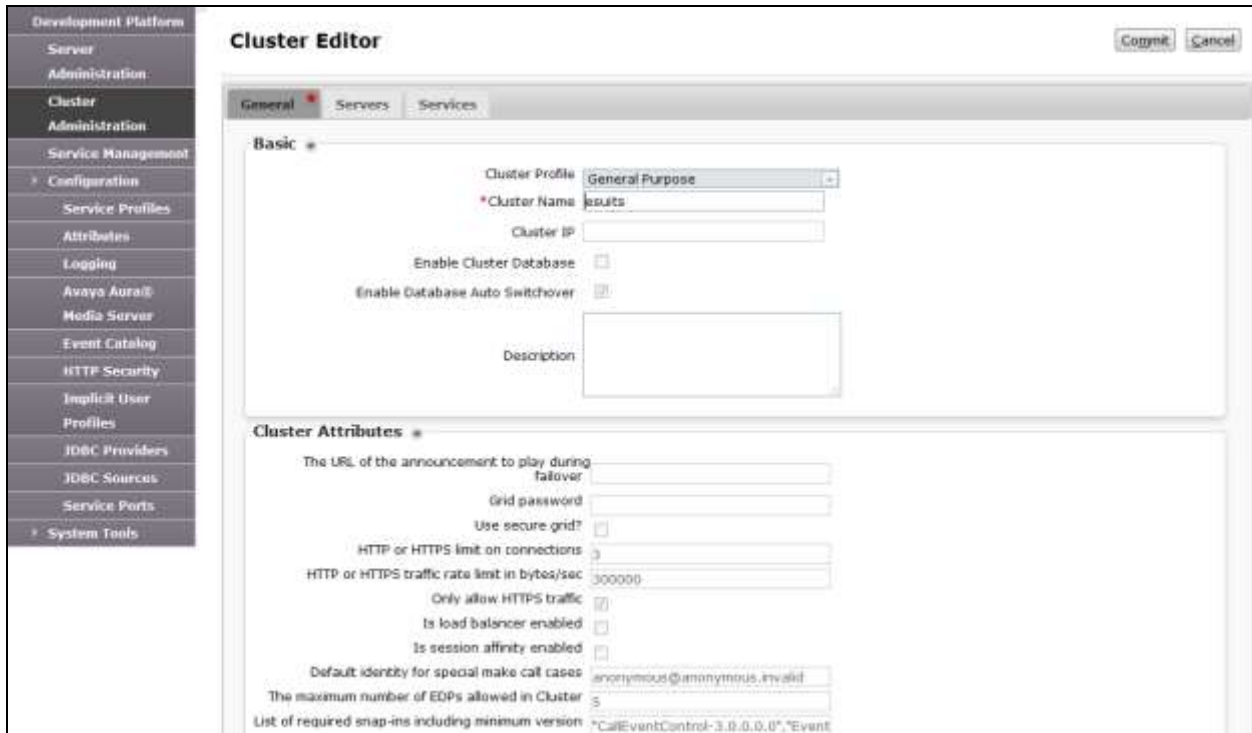 Development Platform
Server
Administration
Cluster
Administration
Service Management
Configuration
Service Profiles
Attributes
Logging
Avaya Aura®
Media Server
Event Catalog
HTTP Security
Implicit User
Profiles
JDBC Providers
JDBC Sources
Service Ports
System Tools
Cluster Editor
Commit Cancel
General * Servers Services
Basic
Cluster Profile General Purpose
*Cluster Name esuits
Cluster IP
Enable Cluster Database
Enable Database Auto Switchover
Description
Cluster Attributes
The URL of the announcement to play during
failover
Grid password
Use secure grid?
HTTP or HTTPS limit on connections 3
HTTP or HTTPS traffic rate limit in bytes/sec 300000
Only allow HTTPS traffic
Is load balancer enabled
Is session affinity enabled
Default identity for special make call cases anonymous@anonymous.invalid
The maximum number of EDPs allowed in Cluster 5
List of required snap-ins including minimum version "CallEventControl-3.0.0.0.0","Event